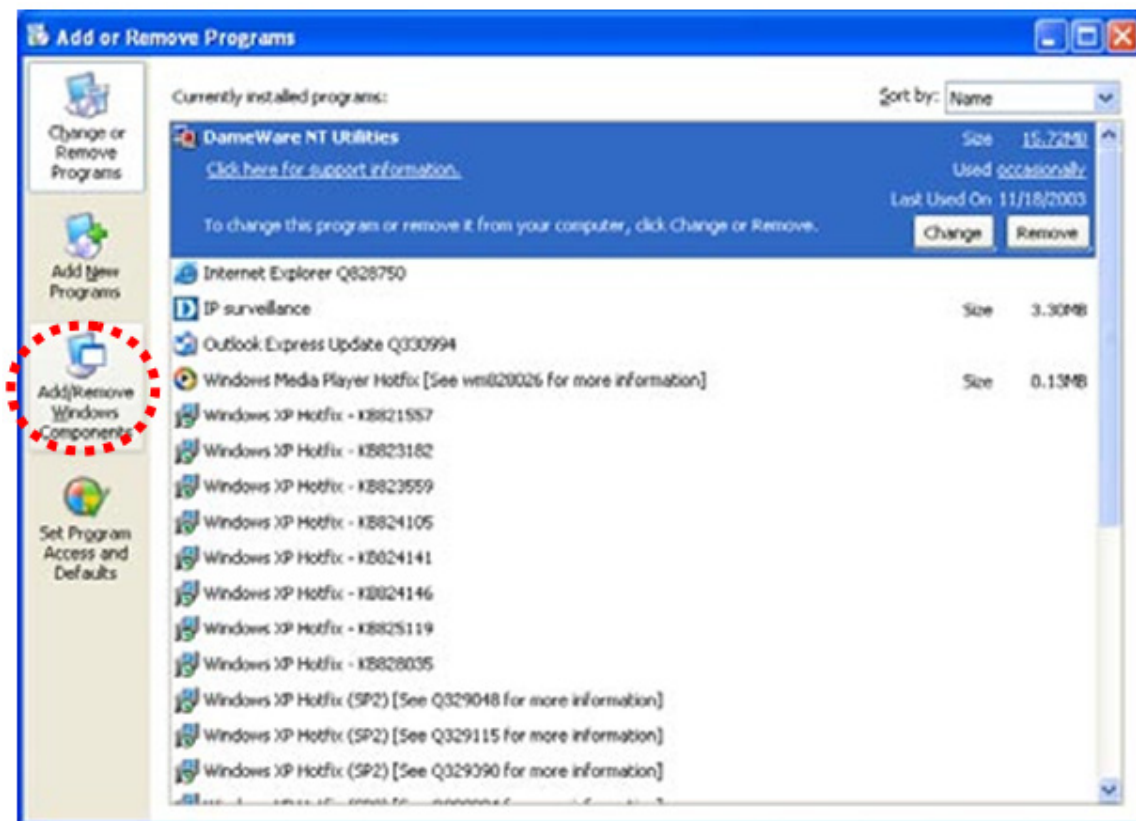 Add or Remove Programs
Change or
Remove
Programs
Add New
Programs
Add/Remove
Windows
Components
Set Program
Access and
Defaults
Currently installed programs:
Sort by: Name
DameWare NT Utilities Size 15.72MB
Click here for support information. Used occasionally
Last Used On 11/18/2003
To change this program or remove it from your computer, click Change or Remove. Change Remove
Internet Explorer Q828750
IP surveillance Size 3.30MB
Outlook Express Update Q330994
Windows Media Player Hotfix [See wm828026 for more information] Size 0.13MB
Windows XP Hotfix - KB821557
Windows XP Hotfix - KB823182
Windows XP Hotfix - KB823559
Windows XP Hotfix - KB824105
Windows XP Hotfix - KB824141
Windows XP Hotfix - KB824146
Windows XP Hotfix - KB825119
Windows XP Hotfix - KB828035
Windows XP Hotfix (SP2) [See Q329048 for more information]
Windows XP Hotfix (SP2) [See Q329115 for more information]
Windows XP Hotfix (SP2) [See Q329390 for more information]